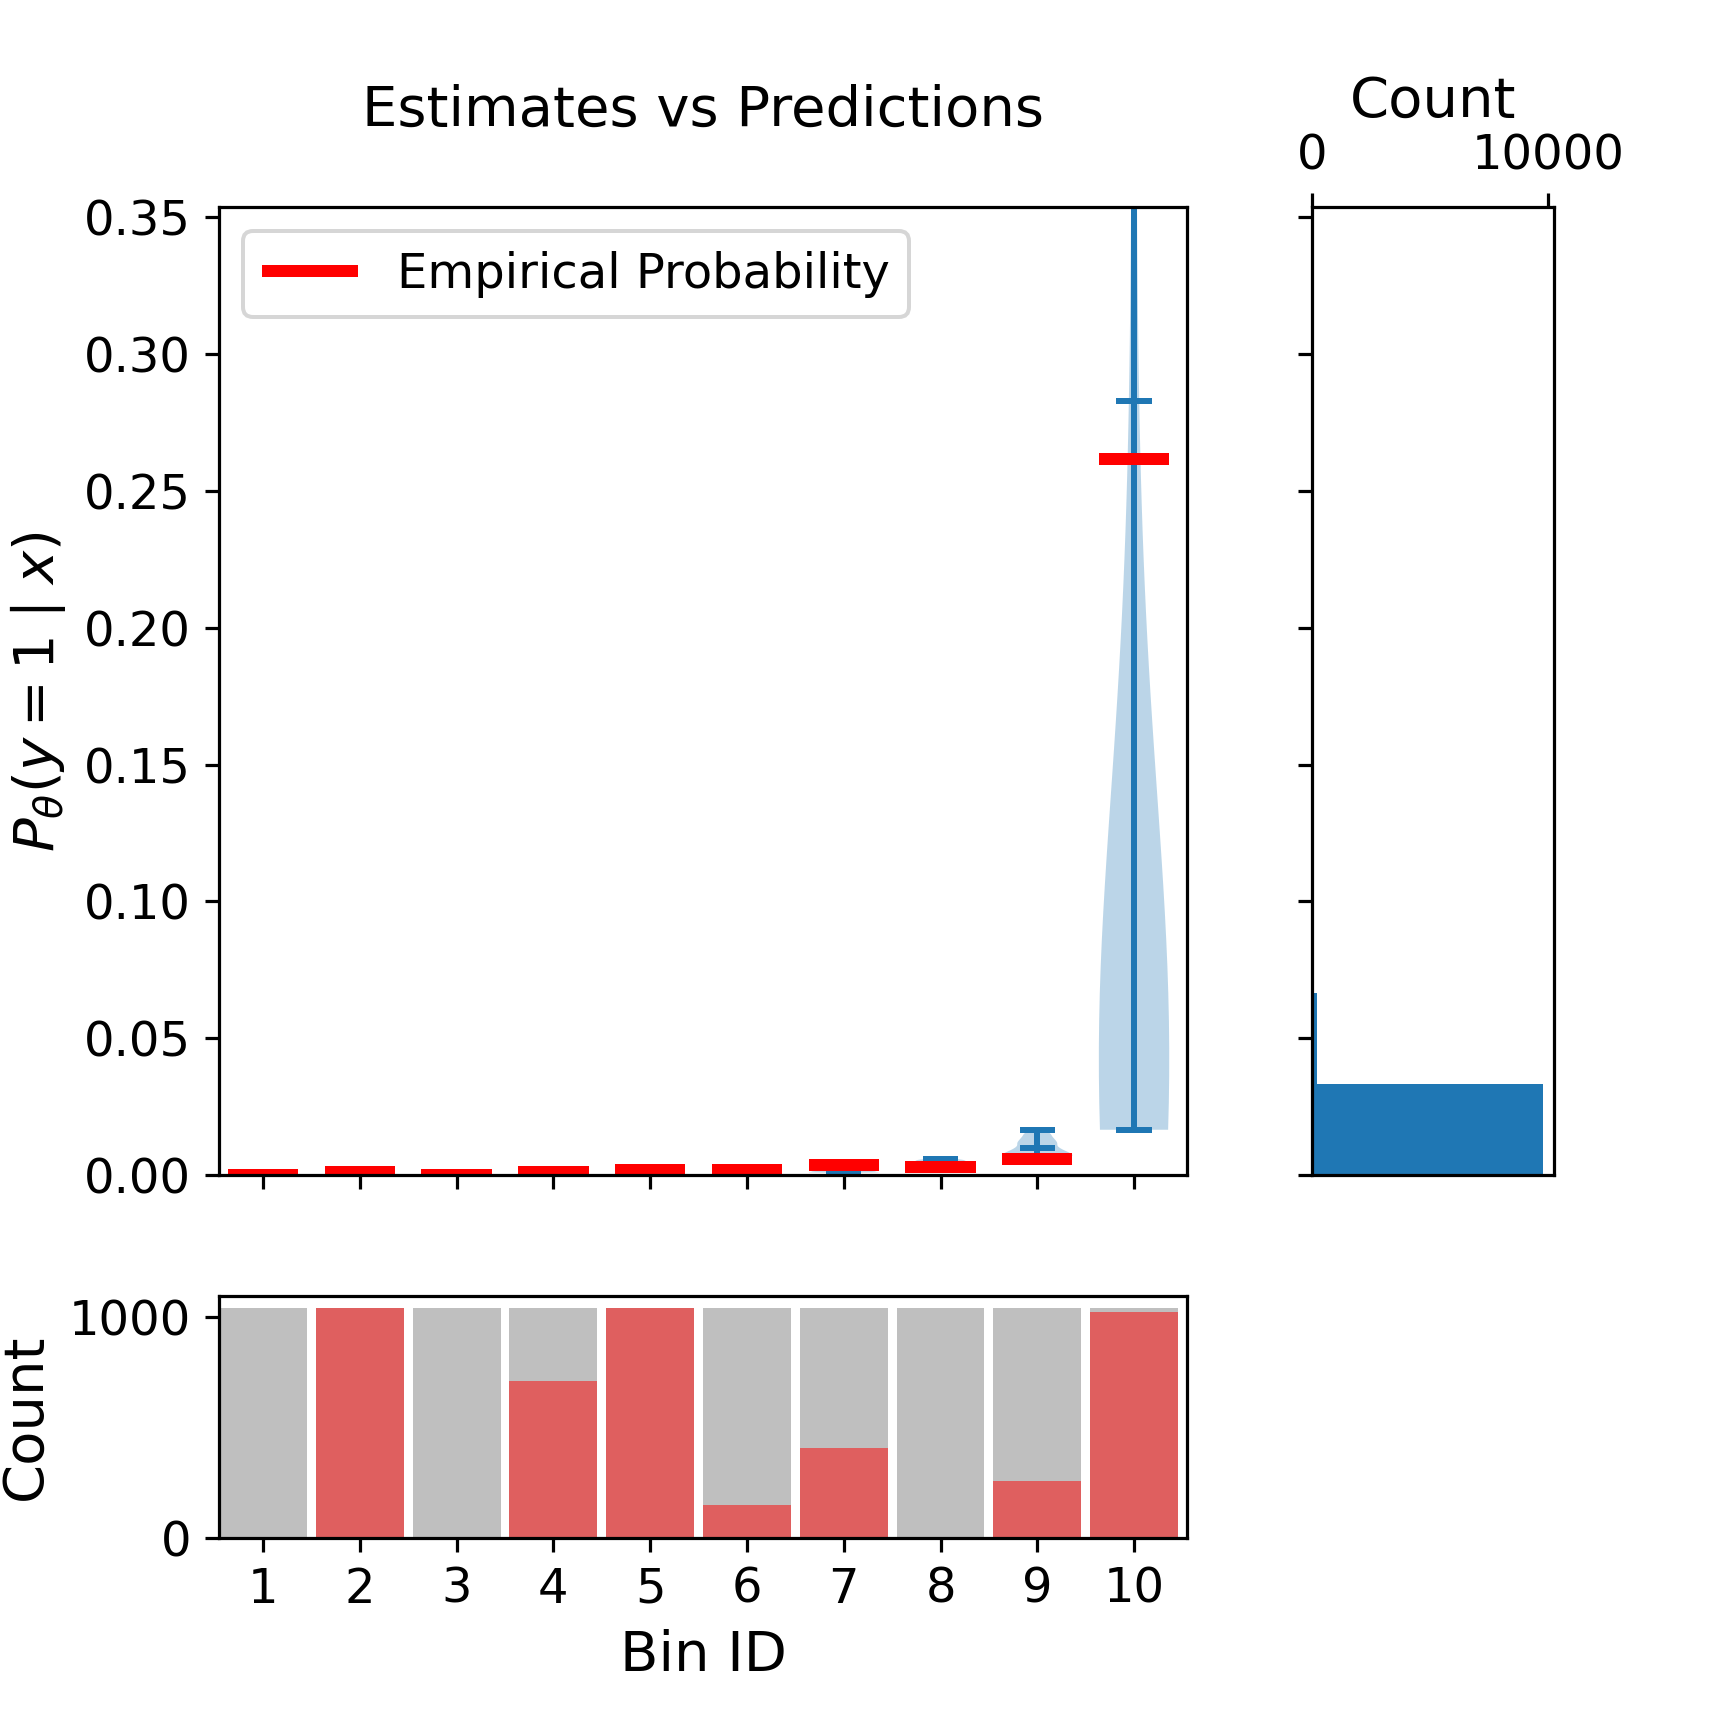 Estimates vs Predictions
Count
0 10000
0.35
0.30
0.25
0.20
0.15
0.10
0.05
0.00
Empirical Probability
Pθ(y = 1 | x)
1000
0
Count
1 2 3 4 5 6 7 8 9 10
Bin ID